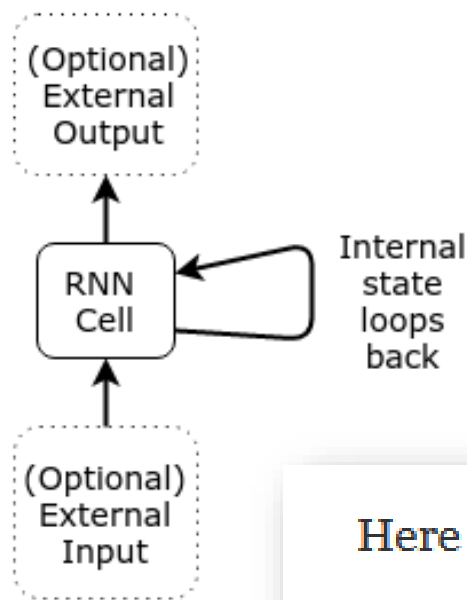 (Optional)
External
Output
RNN
Cell
Internal
state
loops
back
(Optional)
External
Input
Here